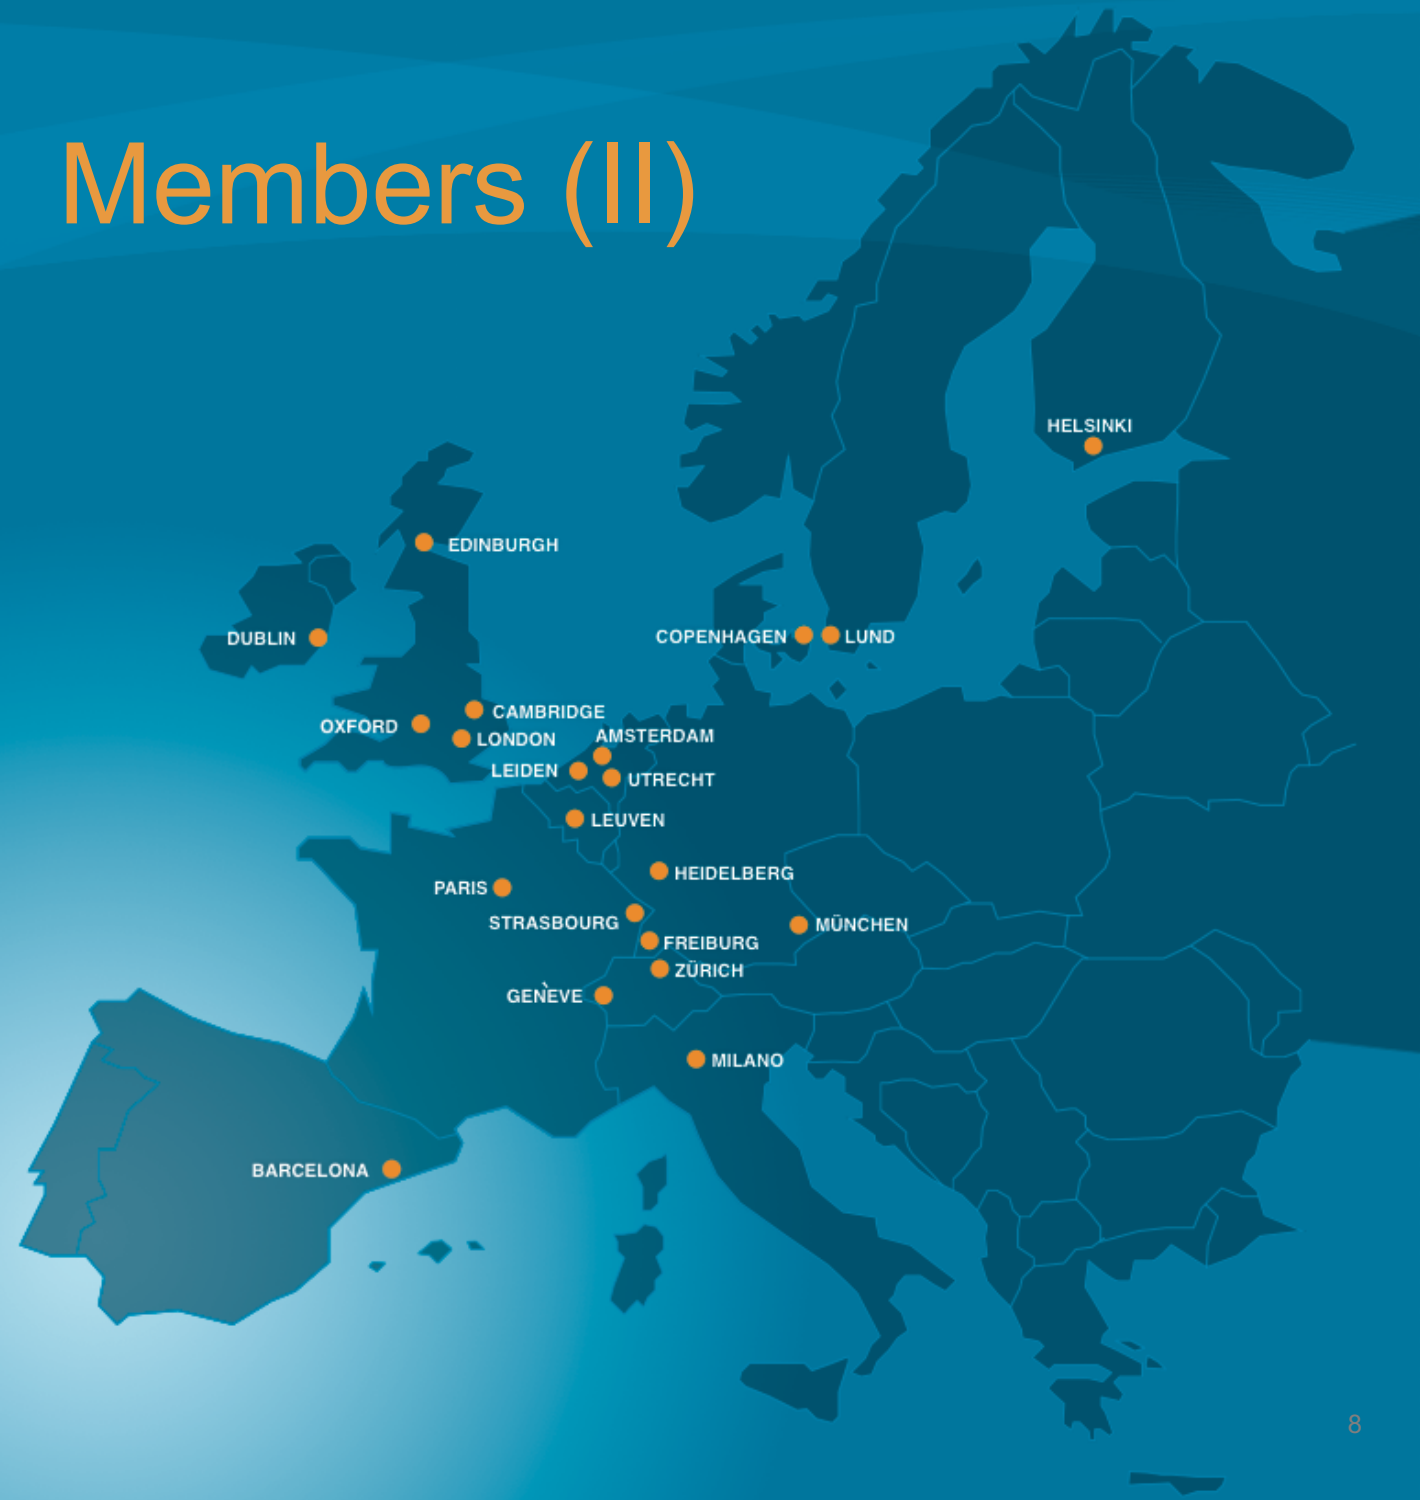 Members (II)
HELSINKI
EDINBURGH
DUBLIN
COPENHAGEN
LUND
CAMBRIDGE
OXFORD
LONDON
AMSTERDAM
LEIDEN
UTRECHT
LEUVEN
HEIDELBERG
PARIS
STRASBOURG
MÜNCHEN
FREIBURG
ZÜRICH
GENÈVE
MILANO
BARCELONA
8